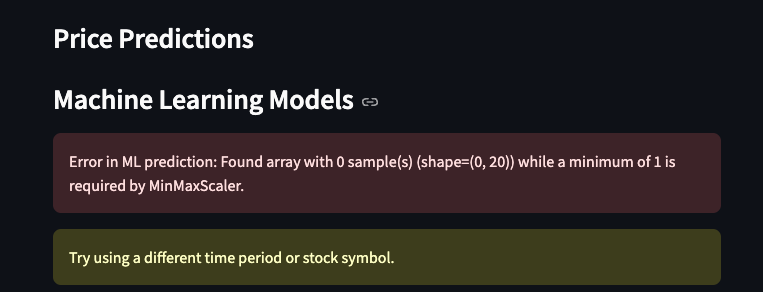 Price Predictions
Machine Learning Models
Error in ML prediction: Found array with 0 sample(s) (shape=(0, 20)) while a minimum of 1 is
required by MinMaxScaler.
Try using a different time period or stock symbol.